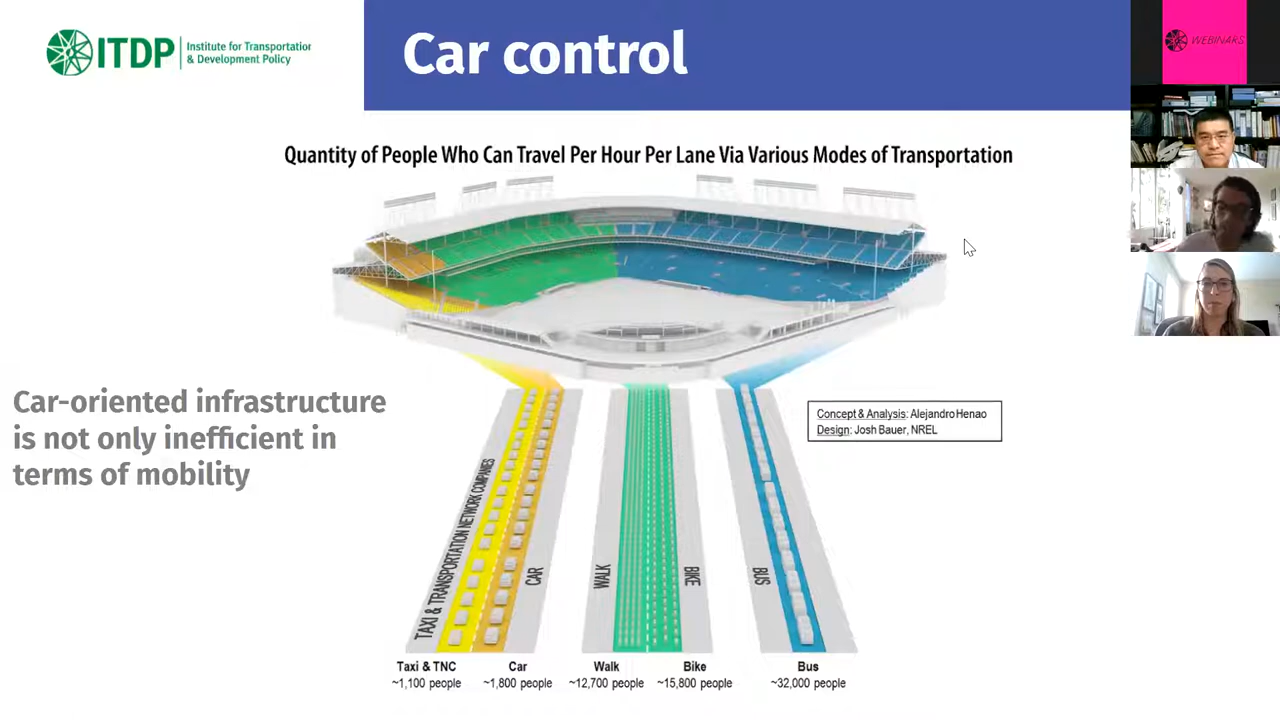 ITDP
Institute for Transportation
& Development Policy
Car control
WEBINARS
Quantity of People Who Can Travel Per Hour Per Lane Via Various Modes of Transportation
Car-oriented infrastructure
is not only inefficient in
terms of mobility
Concept & Analysis: Alejandro Henao
Design: Josh Bauer, NREL
TAXI & TRANSPORTATION NETWORK COMPANIES
CAR
WALK
BIKE
BUS
Taxi & TNC
~1,100 people
Car
~1,800 people
Walk
~12,700 people
Bike
~15,800 people
Bus
~32,000 people